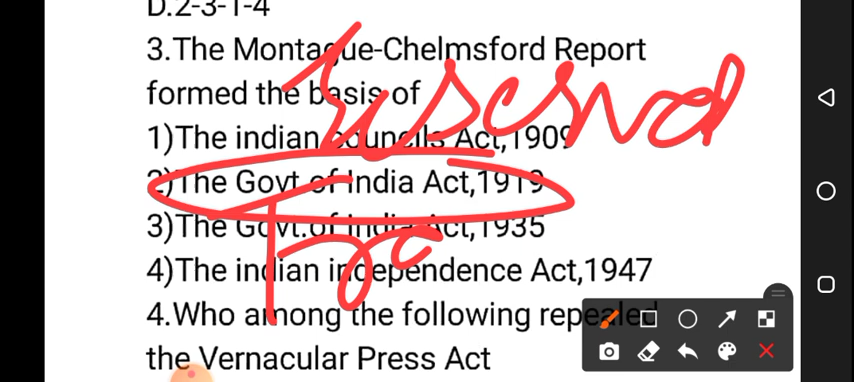 D.2-3-1-4
3.The Montague-Chelmsford Report
formed the basis of
1)The indian councils Act,1909
2)The Govt.of India Act,1919
3)The Govt.of India Act,1935
4)The indian independence Act,1947
4.Who among the following repealed
the Vernacular Press Act